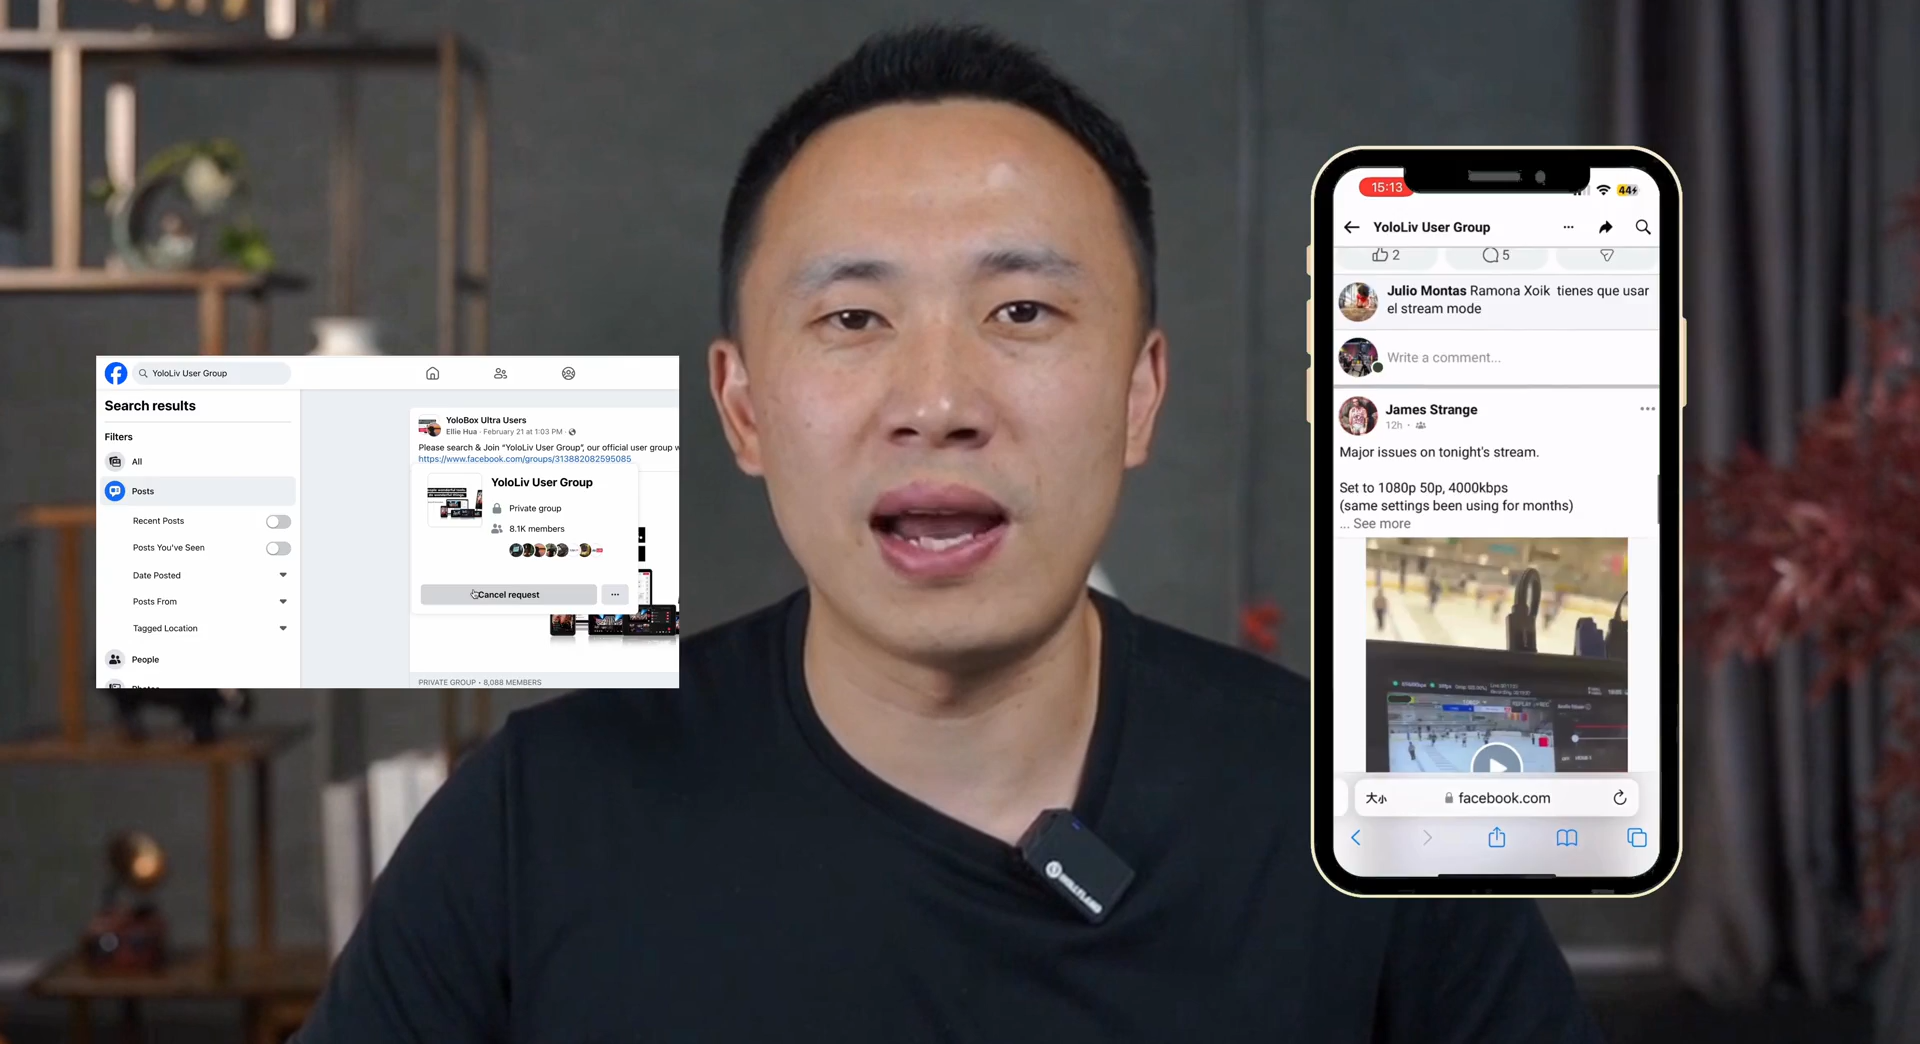 YoloLiv User Group
Search results
Filters
All
Posts
Recent Posts
Posts You've Seen
Date Posted
Posts From
Tagged Location
People
YoloBox Ultra Users
Ellie Hua · February 21 at 1:03 PM ·
Please search & Join “YoloLiv User Group”, our official user group w
https://www.facebook.com/groups/313882082595085
YoloLiv User Group
Private group
8.1K members
Cancel request
PRIVATE GROUP · 8,088 MEMBERS
15:13
44
YoloLiv User Group
2
5
Julio Montas Ramona Xoik tienes que usar
el stream mode
Write a comment...
James Strange
12h ·
Major issues on tonight's stream.
Set to 1080p 50p, 4000kbps
(same settings been using for months)
... See more
大小
facebook.com
HOLLYLAND